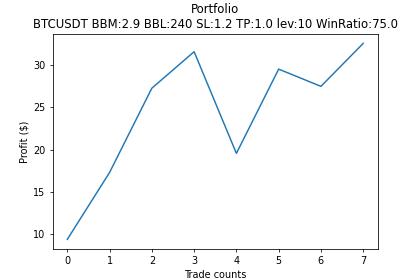 Portfolio
BTCUSDT BBM:2.9 BBL:240 SL:1.2 TP:1.0 lev:10 WinRatio:75.0
30
25
20
15
10
Profit ($)
0 1 2 3 4 5 6 7
Trade counts